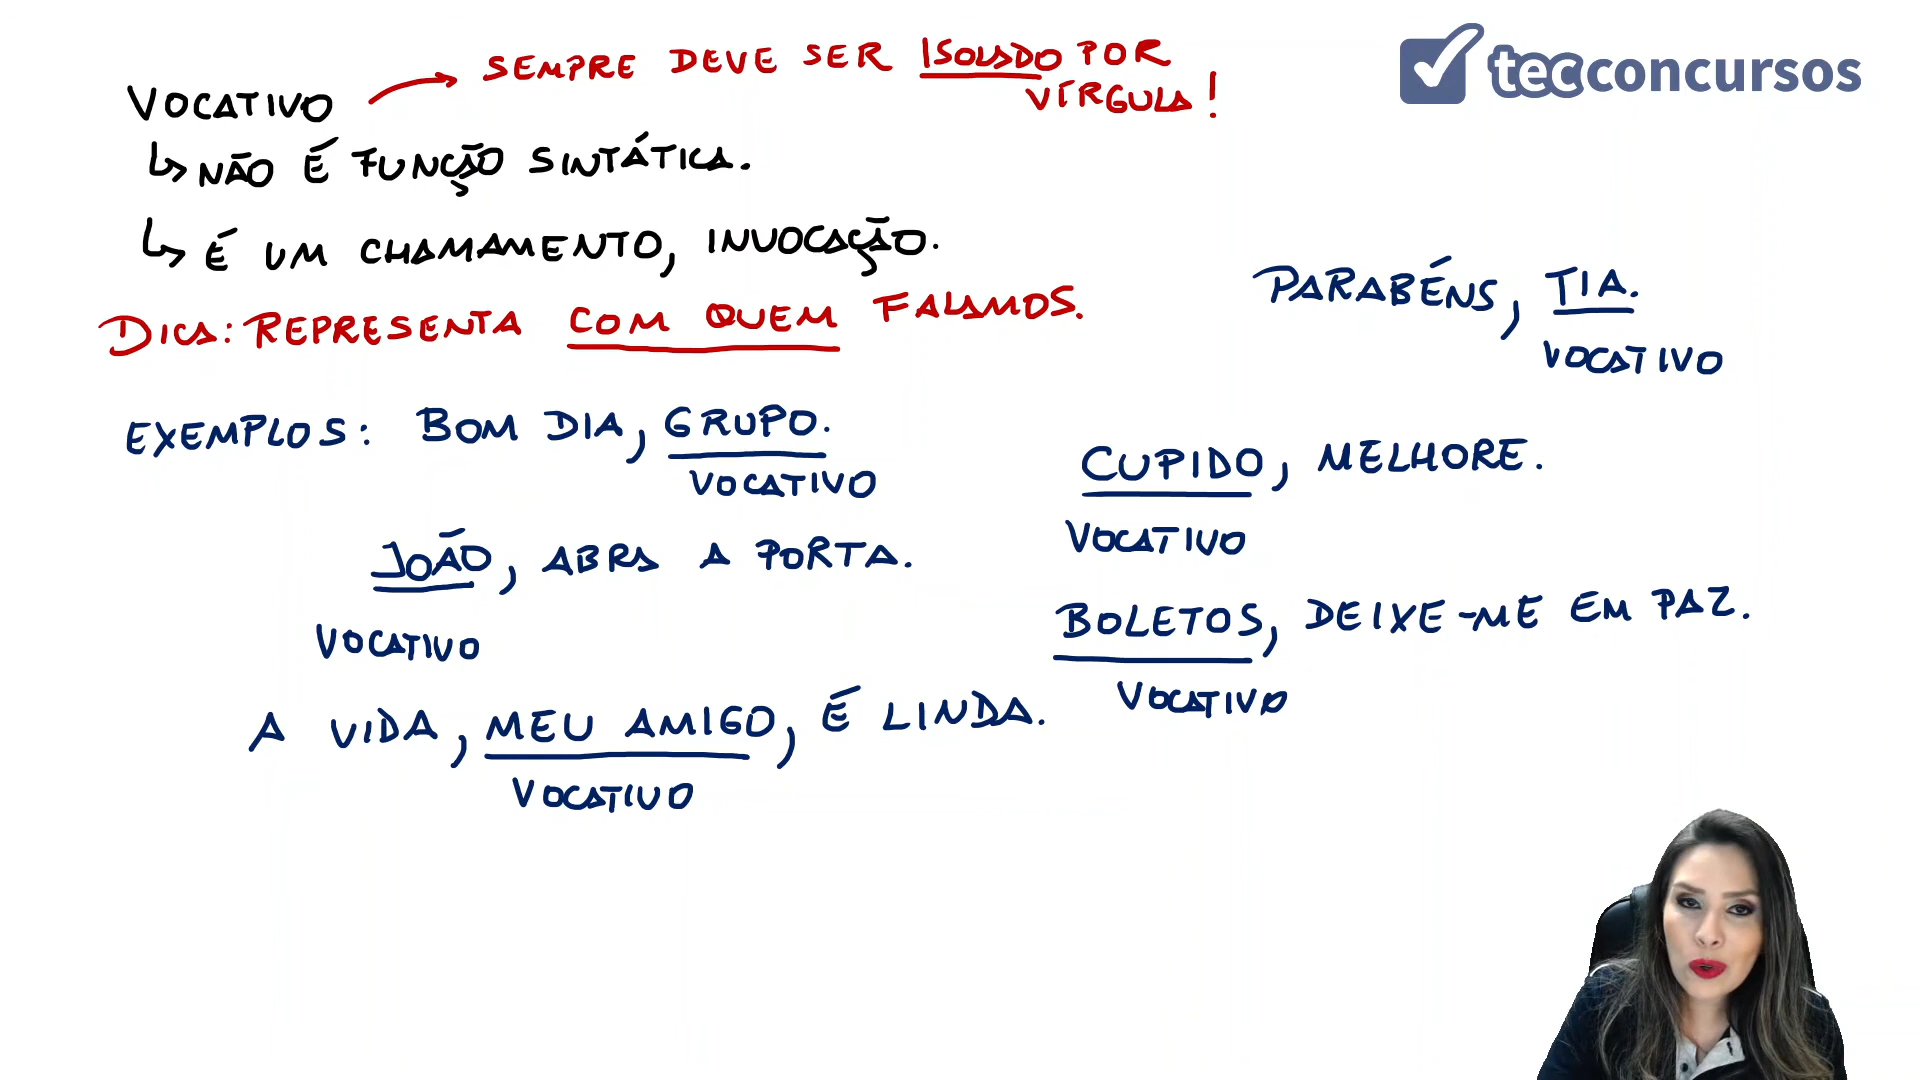 tecconcursos
VOCATIVO → SEMPRE DEVE SER ISOLADO POR
VÍRGULA!
↳ NÃO É FUNÇÃO SINTÁTICA.
↳ É UM CHAMAMENTO, INVOCAÇÃO.
DICA: REPRESENTA COM QUEM FALAMOS.
EXEMPLOS: BOM DIA, GRUPO.
VOCATIVO
JOÃO, ABRA A PORTA.
VOCATIVO
A VIDA, MEU AMIGO, É LINDA.
VOCATIVO
PARABÉNS, TIA.
VOCATIVO
CUPIDO, MELHORE.
VOCATIVO
BOLETOS, DEIXE-ME EM PAZ.
VOCATIVO